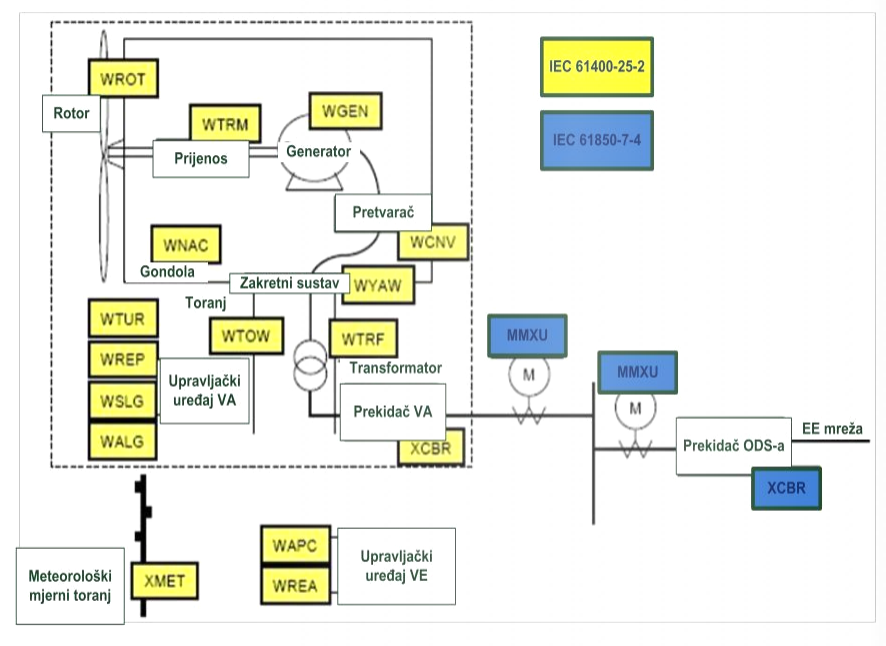 WROT
IEC 61400-25-2
Rotor
WTRM
WGEN
Prijenos
Generator
IEC 61850-7-4
Pretvarač
WNAC
WCNV
Gondola
Zakretni sustav
WYAW
Toranj
WTUR
WTOW
WTRF
MMXU
WREP
Upravljački
uređaj VA
Transformator
M
MMXU
WSLG
Prekidač VA
M
WALG
XCBR
Prekidač ODS-a
EE mreža
XCBR
WAPC
Upravljački
uređaj VE
WREA
Meteorološki
mjerni toranj
XMET